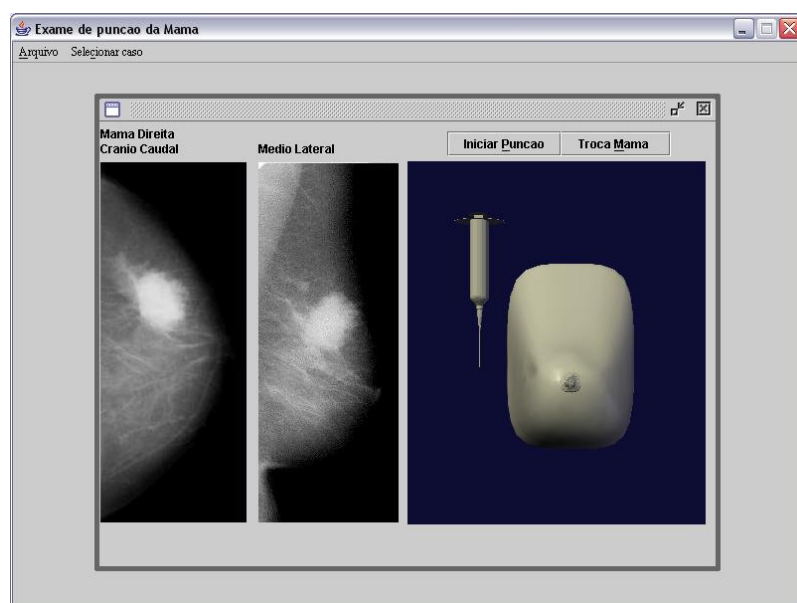 Exame de puncao da Mama
Arquivo Selecionar caso
Mama Direita
Cranio Caudal
Medio Lateral
Iniciar Puncao
Troca Mama